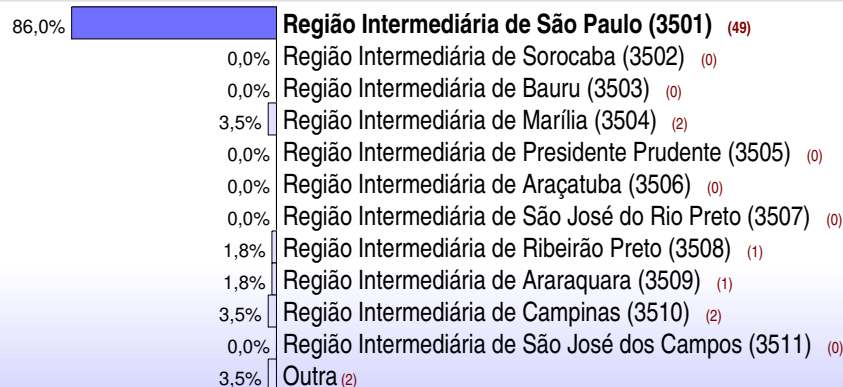 86,0% Região Intermediária de São Paulo (3501) (49)
0,0% Região Intermediária de Sorocaba (3502) (0)
0,0% Região Intermediária de Bauru (3503) (0)
3,5% Região Intermediária de Marília (3504) (2)
0,0% Região Intermediária de Presidente Prudente (3505) (0)
0,0% Região Intermediária de Araçatuba (3506) (0)
0,0% Região Intermediária de São José do Rio Preto (3507) (0)
1,8% Região Intermediária de Ribeirão Preto (3508) (1)
1,8% Região Intermediária de Araraquara (3509) (1)
3,5% Região Intermediária de Campinas (3510) (2)
0,0% Região Intermediária de São José dos Campos (3511) (0)
3,5% Outra (2)